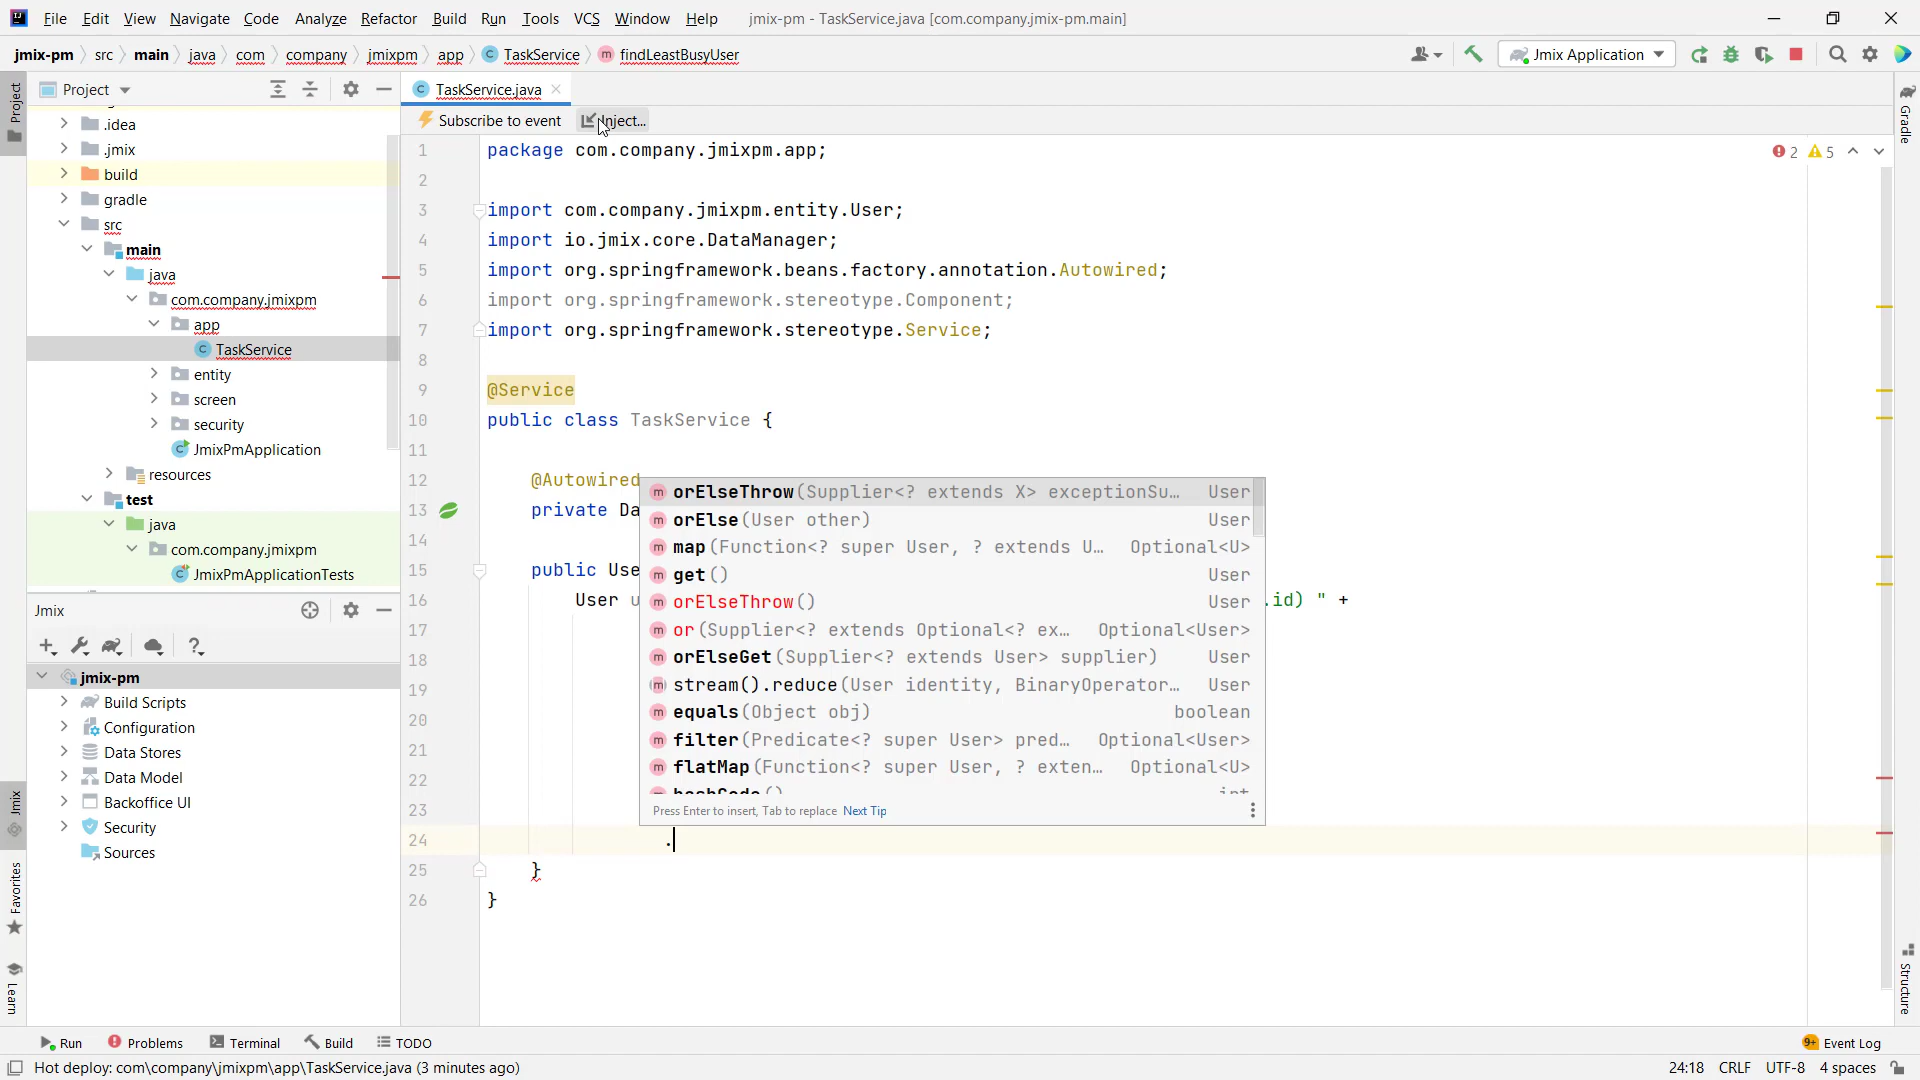 File Edit View Navigate Code Analyze Refactor Build Run Tools VCS Window Help jmix-pm - TaskService.java [com.company.jmix-pm.main]
jmix-pm src main java com company jmixpm app TaskService findLeastBusyUser Jmix Application
Project
TaskService.java
Subscribe to event Inject...
Project
.idea
.jmix
build
gradle
src
main
java
com.company.jmixpm
app
TaskService
entity
screen
security
JmixPmApplication
resources
test
java
com.company.jmixpm
JmixPmApplicationTests
Jmix
jmix-pm
Build Scripts
Configuration
Data Stores
Data Model
Backoffice UI
Security
Sources
Jmix
Favorites
Learn
1 package com.company.jmixpm.app;
2
3 import com.company.jmixpm.entity.User;
4 import io.jmix.core.DataManager;
5 import org.springframework.beans.factory.annotation.Autowired;
6 import org.springframework.stereotype.Component;
7 import org.springframework.stereotype.Service;
8
9 @Service
10 public class TaskService {
11
12 @Autowired
13 private Da
14
15 public Use
16 User u .id) " +
17
18
19
20
21
22
23
24 .
25 }
26 }
2 5
orElseThrow(Supplier<? extends X> exceptionSu… User
orElse(User other) User
map(Function<? super User, ? extends U… Optional<U>
get() User
orElseThrow() User
or(Supplier<? extends Optional<? ex… Optional<User>
orElseGet(Supplier<? extends User> supplier) User
stream().reduce(User identity, BinaryOperator… User
equals(Object obj) boolean
filter(Predicate<? super User> pred… Optional<User>
flatMap(Function<? super User, ? exten… Optional<U>
hashCode() int
Press Enter to insert, Tab to replace Next Tip
Gradle
Structure
Run Problems Terminal Build TODO 9+ Event Log
Hot deploy: com\company\jmixpm\app\TaskService.java (3 minutes ago) 24:18 CRLF UTF-8 4 spaces